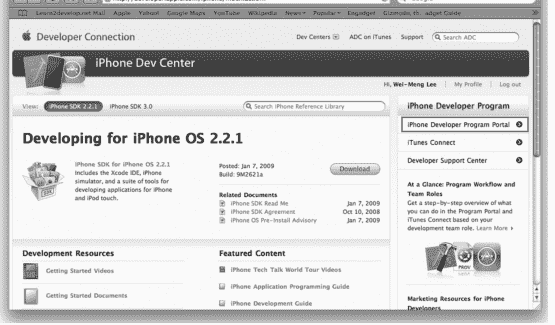 Learn2develop.net Mail Apple Yahoo! Google Maps YouTube Wikipedia News Popular Engadget Gizmodo, th adget Guide
Developer Connection
Dev Centers ADC on iTunes Support Search ADC
iPhone Dev Center
Hi, Wei-Meng Lee | My Profile | Log out
View: iPhone SDK 2.2.1 iPhone SDK 3.0 Search iPhone Reference Library
Developing for iPhone OS 2.2.1
iPhone SDK for iPhone OS 2.2.1
Includes the Xcode IDE, iPhone
simulator, and a suite of tools for
developing applications for iPhone
and iPod touch.
Posted: Jan 7, 2009
Build: 9M2621a
Download
Related Documents
iPhone SDK Read Me Jan 7, 2009
iPhone SDK Agreement Oct 10, 2008
iPhone OS Pre-Install Advisory Jan 7, 2009
Development Resources
Getting Started Videos
Getting Started Documents
Featured Content
iPhone Tech Talk World Tour Videos
iPhone Application Programming Guide
iPhone Development Guide
iPhone Developer Program
iPhone Developer Program Portal
iTunes Connect
Developer Support Center
At a Glance: Program Workflow and
Team Roles
Get a step-by-step overview of what
you can do in the Program Portal and
iTunes Connect based on your
development team role. Learn More
PROV
Marketing Resources for iPhone
Developers